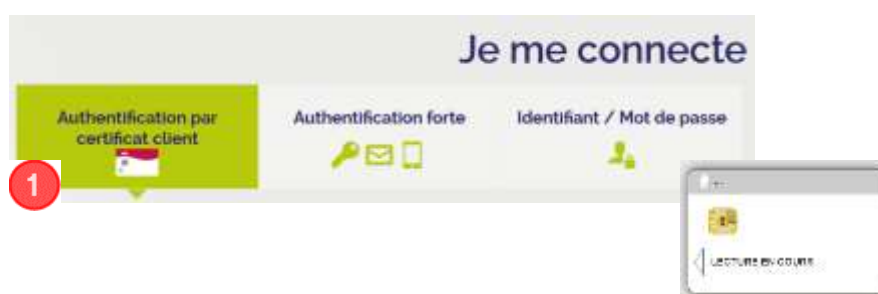 Je me connecte
Authentification par
certificat client
Authentification forte
Identifiant / Mot de passe
1
LECTURE EN COURS